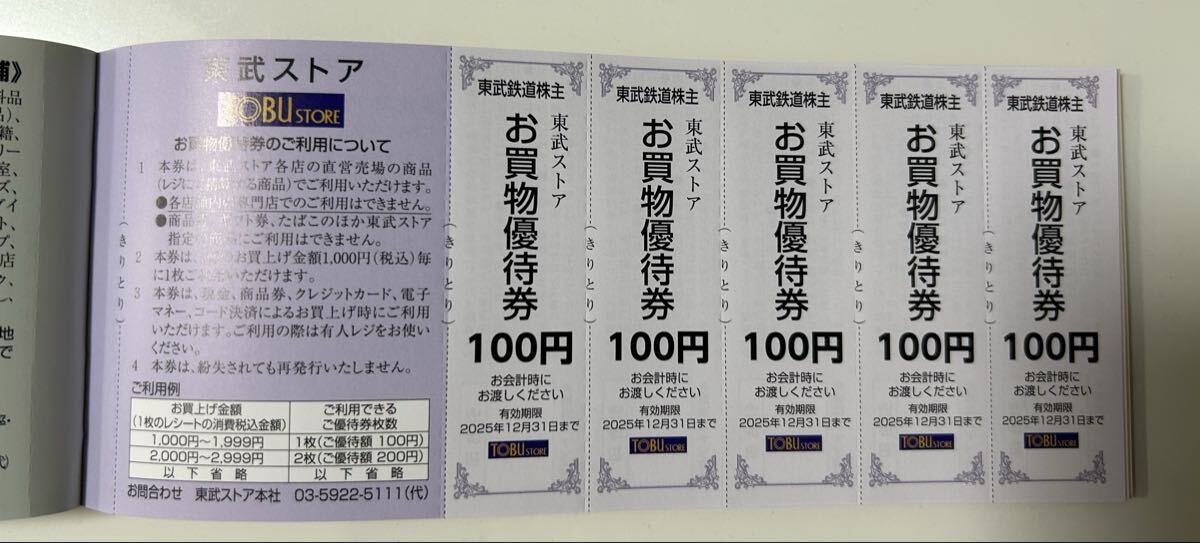 東武ストア
TOBU STORE
お買物優待券のご利用について
1 本券は、東武ストア各店の直営売場の商品
でご利用いただけます。
●各店 専門店でのご利用はできません。
ギフト券、たばこのほか東武ストア
指定 にご利用はできません。
2 本券は、 お買上げ金額1,000円(税込)毎
に1枚 いただけます。
3 本券は、現金、商品券、クレジットカード、電子
マネー、コード決済によるお買上げ時にご利用
いただけます。ご利用の際は有人レジをお使い
ください。
4 本券は、紛失されても再発行いたしません。
ご利用例
お買上げ金額
(1枚のレシートの消費税込金額)
ご利用できる
ご優待券枚数
1,000円〜1,999円
1枚(ご優待額 100円)
2,000円〜2,999円
2枚(ご優待額 200円)
以下省略
以下省略
お問合わせ 東武ストア本社 03-5922-5111(代)
(きりとり)
東武鉄道株主
東武ストア
お買物優待券
100円
お会計時に
お渡しください
有効期限
2025年12月31日まで
TOBU STORE
(きりとり)
東武鉄道株主
東武ストア
お買物優待券
100円
お会計時に
お渡しください
有効期限
2025年12月31日まで
TOBU STORE
(きりとり)
東武鉄道株主
東武ストア
お買物優待券
100円
お会計時に
お渡しください
有効期限
2025年12月31日まで
TOBU STORE
(きりとり)
東武鉄道株主
東武ストア
お買物優待券
100円
お会計時に
お渡しください
有効期限
2025年12月31日まで
TOBU STORE
(きりとり)
東武鉄道株主
東武ストア
お買物優待券
100円
お会計時に
お渡しください
有効期限
2025年12月31日まで
TOBU STORE
(きりとり)